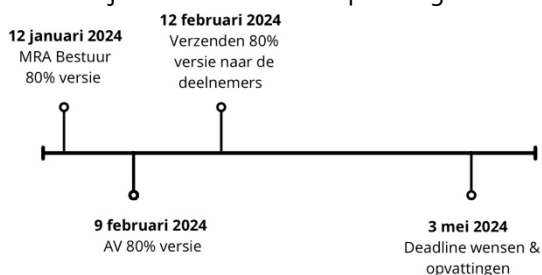 12 januari 2024
MRA Bestuur
80% versie
12 februari 2024
Verzenden 80%
versie naar de
deelnemers
9 februari 2024
AV 80% versie
3 mei 2024
Deadline wensen &
opvattingen